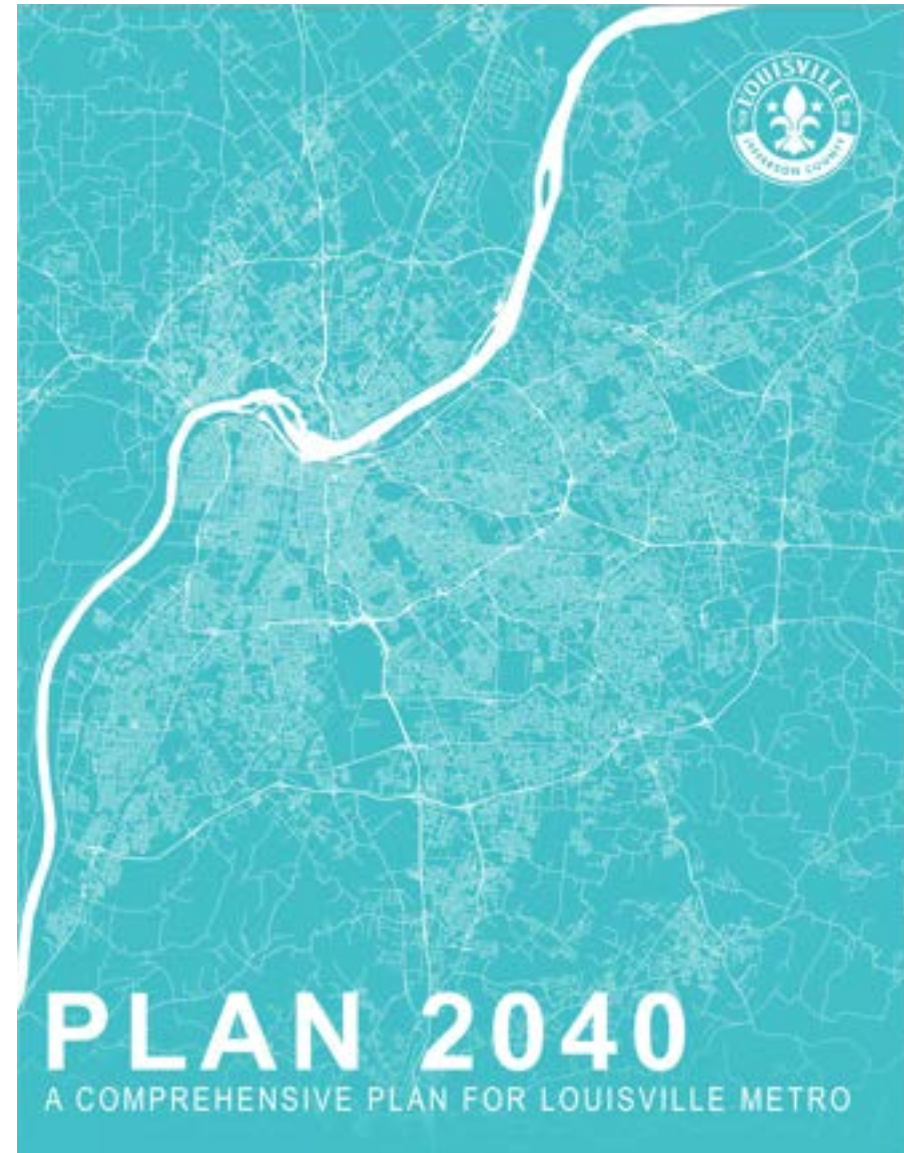 LOUISVILLE
JEFFERSON COUNTY
PLAN 2040
A COMPREHENSIVE PLAN FOR LOUISVILLE METRO